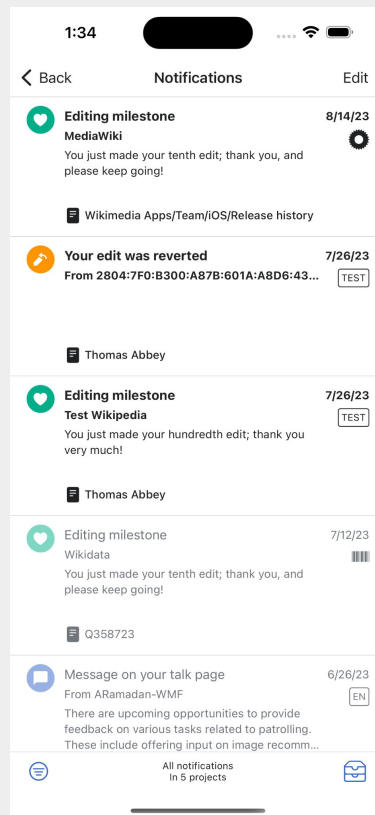 1:34
Back
Notifications
Edit
Editing milestone
8/14/23
MediaWiki
You just made your tenth edit; thank you, and
please keep going!
Wikimedia Apps/Team/iOS/Release history
Your edit was reverted
7/26/23
From 2804:7F0:B300:A87B:601A:A8D6:43...
TEST
Thomas Abbey
Editing milestone
7/26/23
Test Wikipedia
TEST
You just made your hundredth edit; thank you
very much!
Thomas Abbey
Editing milestone
7/12/23
Wikidata
You just made your tenth edit; thank you, and
please keep going!
Q358723
Message on your talk page
6/26/23
From ARamadan-WMF
EN
There are upcoming opportunities to provide
feedback on various tasks related to patrolling.
These include offering input on image recomm...
All notifications
In 5 projects